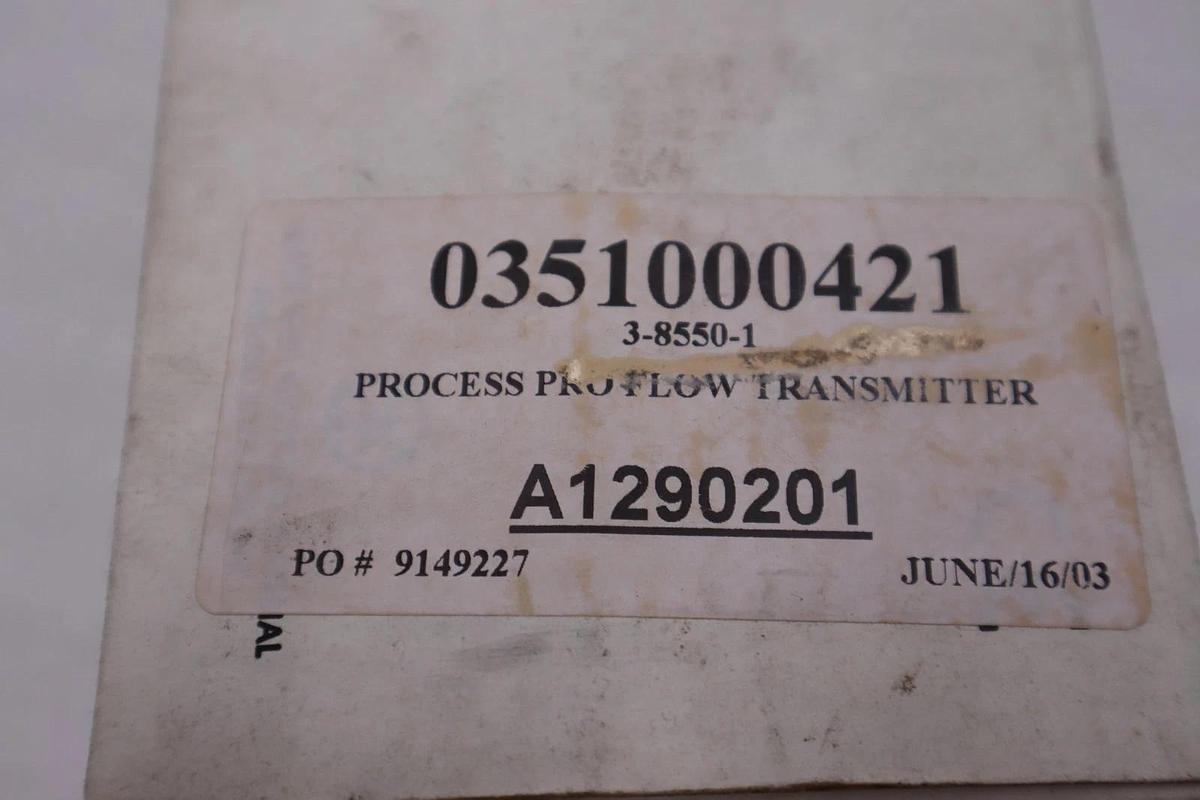 0351000421
3-8550-1
PROCESS PRO FLOW TRANSMITTER
A1290201
PO # 9149227 JUNE/16/03